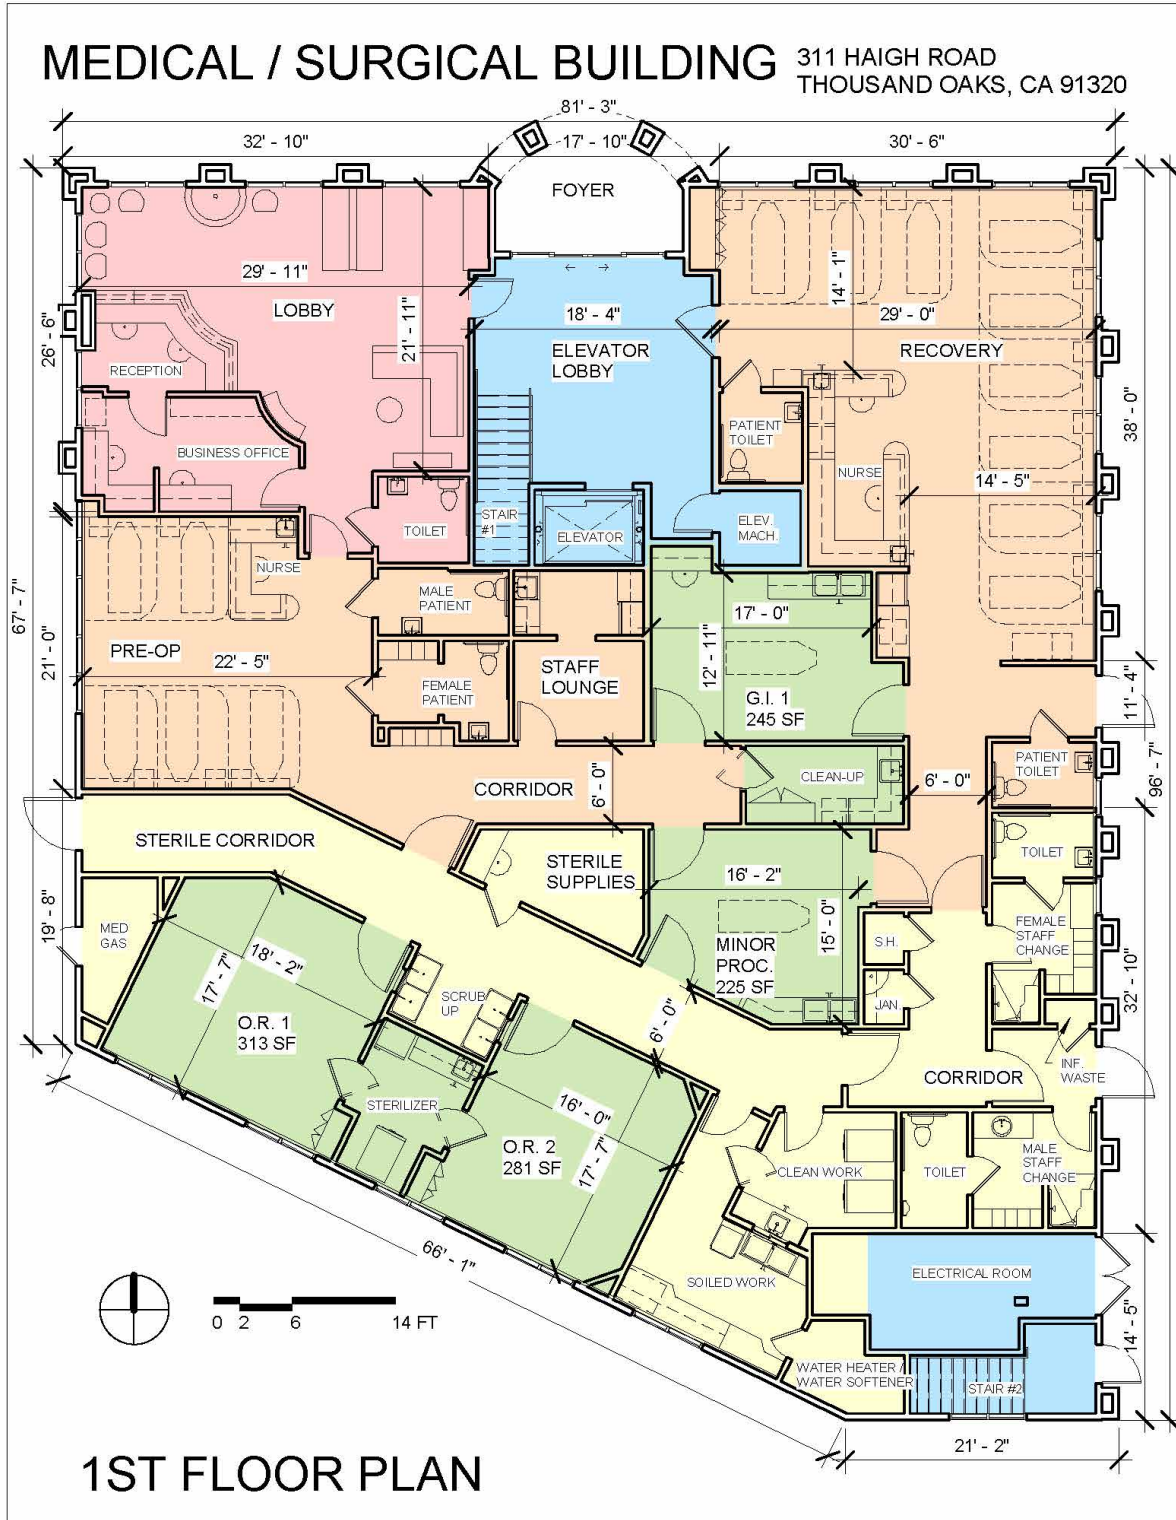 MEDICAL / SURGICAL BUILDING
311 HAIGH ROAD
THOUSAND OAKS, CA 91320
81' - 3"
32' - 10"
17' - 10"
30' - 6"
FOYER
29' - 11"
LOBBY
21' - 11"
26' - 6"
RECEPTION
BUSINESS OFFICE
TOILET
18' - 4"
ELEVATOR
LOBBY
STAIR
#1
ELEVATOR
ELEV.
MACH.
14' - 1"
29' - 0"
RECOVERY
PATIENT
TOILET
NURSE
14' - 5"
38' - 0"
67' - 7"
21' - 0"
NURSE
PRE-OP
22' - 5"
MALE
PATIENT
FEMALE
PATIENT
STAFF
LOUNGE
17' - 0"
12' - 11"
G.I. 1
245 SF
11' - 4"
96' - 7"
CORRIDOR
6' - 0"
CLEAN-UP
6' - 0"
PATIENT
TOILET
STERILE CORRIDOR
STERILE
SUPPLIES
16' - 2"
15' - 0"
MINOR
PROC.
225 SF
TOILET
FEMALE
STAFF
CHANGE
S.H.
JAN
32' - 10"
19' - 8"
MED
GAS
18' - 2"
17' - 7"
O.R. 1
313 SF
SCRUB
UP
6' - 0"
STERILIZER
16' - 0"
O.R. 2
281 SF
17' - 7"
CORRIDOR
INF.
WASTE
CLEAN WORK
TOILET
MALE
STAFF
CHANGE
66' - 1"
SOILED WORK
ELECTRICAL ROOM
14' - 5"
WATER HEATER /
WATER SOFTENER
STAIR #2
21' - 2"
0 2 6 14 FT
1ST FLOOR PLAN